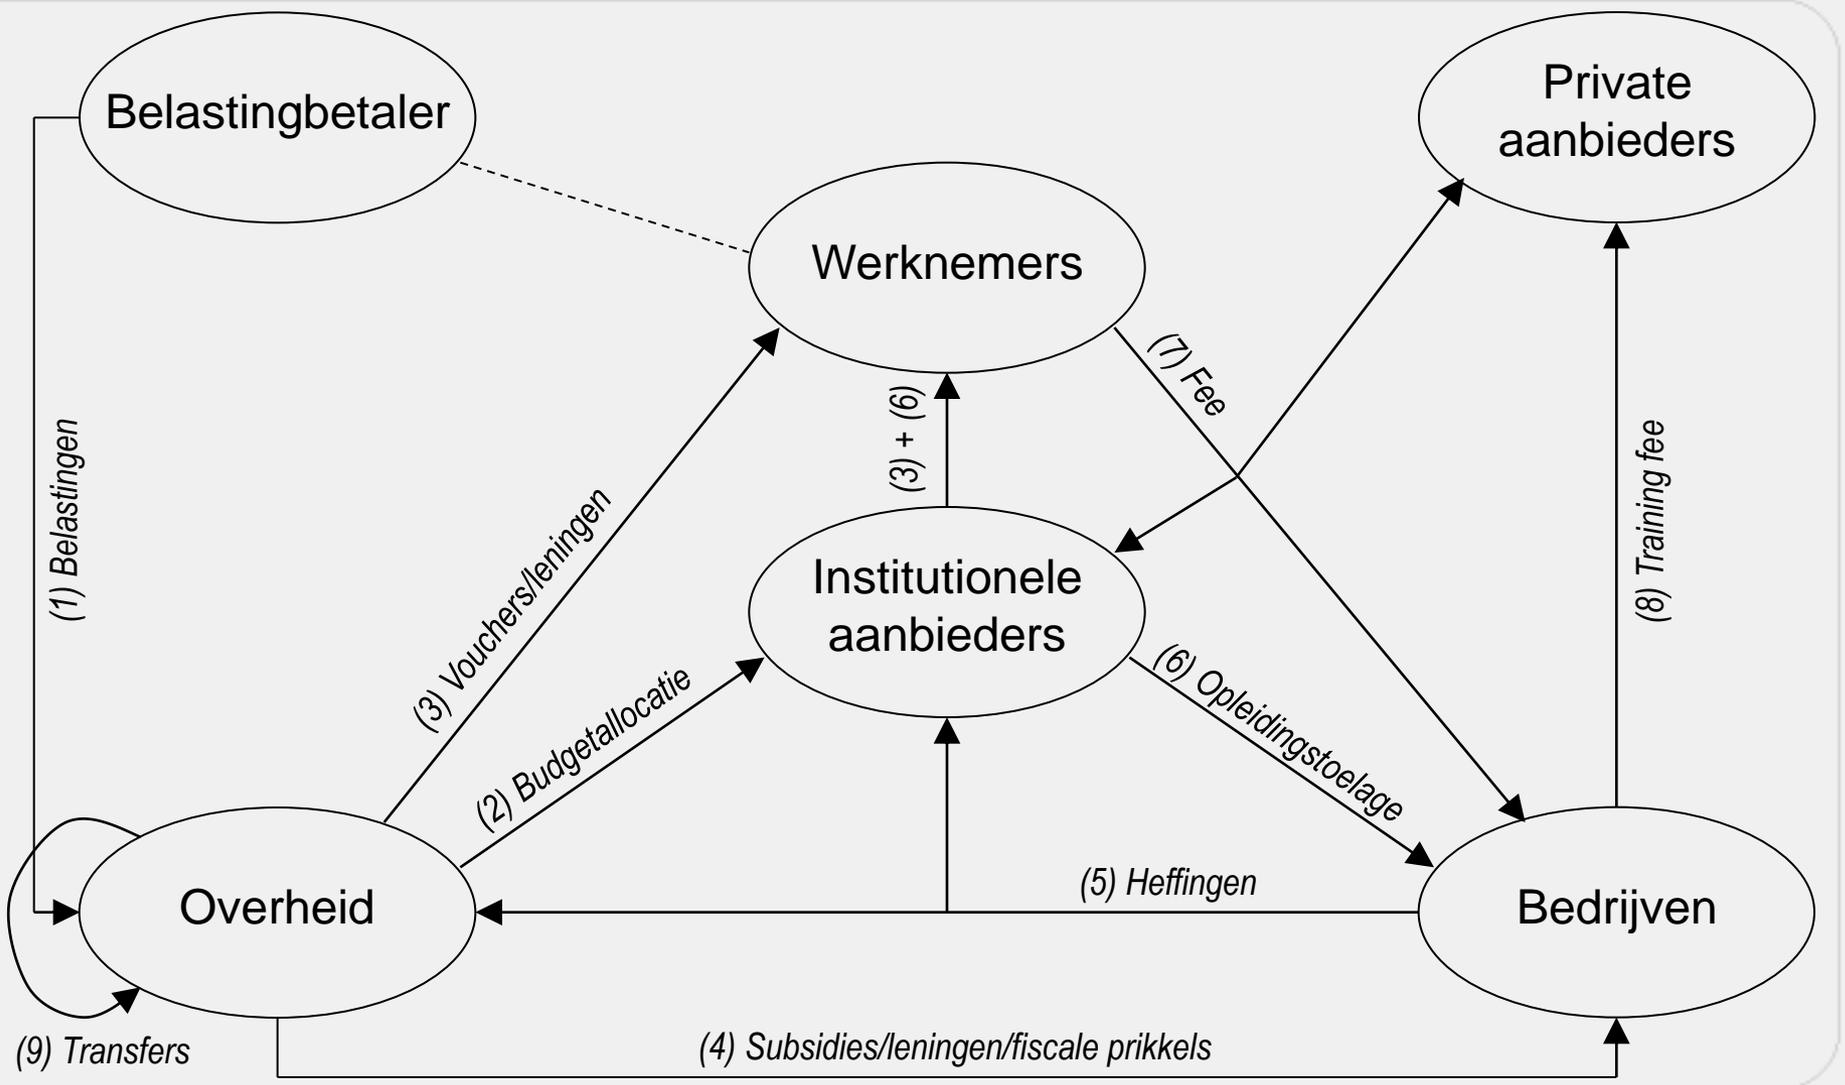 Belastingbetaler
Private
aanbieders
Werknemers
(7) Fee
(3) + (6)
(1) Belastingen
(8) Training fee
(3) Vouchers/leningen
Institutionele
aanbieders
(6) Opleidingstoelage
(2) Budgetallocatie
(5) Heffingen
Overheid
Bedrijven
(9) Transfers
(4) Subsidies/leningen/fiscale prikkels